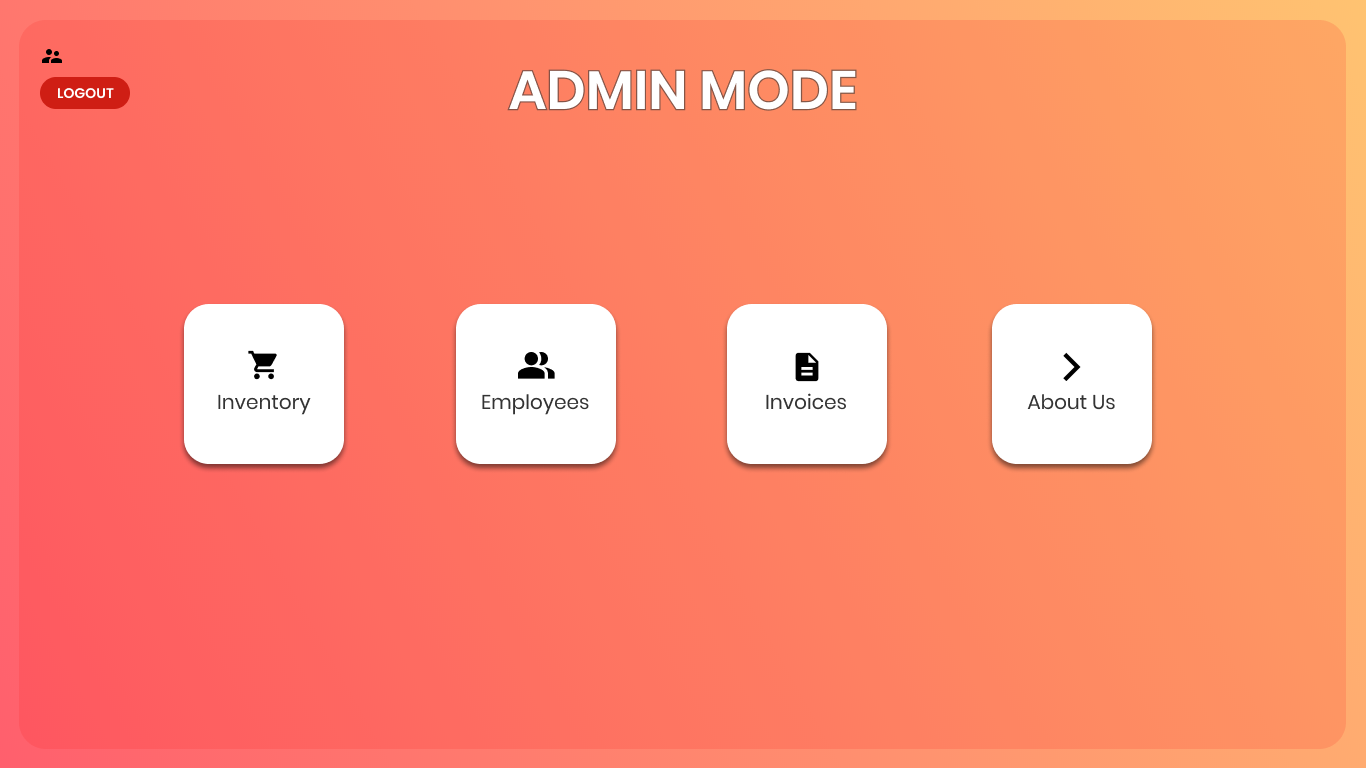 ADMIN MODE
LOGOUT
Inventory
Employees
Invoices
About Us